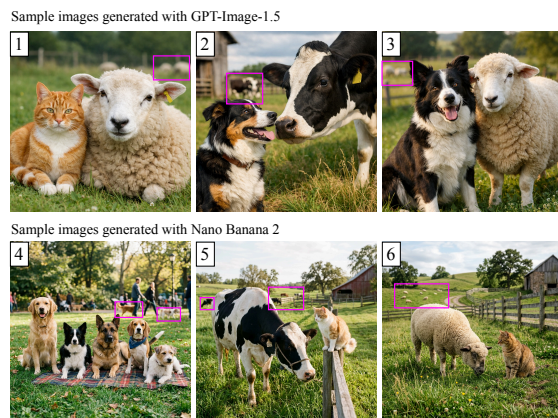 Sample images generated with GPT-Image-1.5
1 2 3
Sample images generated with Nano Banana 2
4 5 6